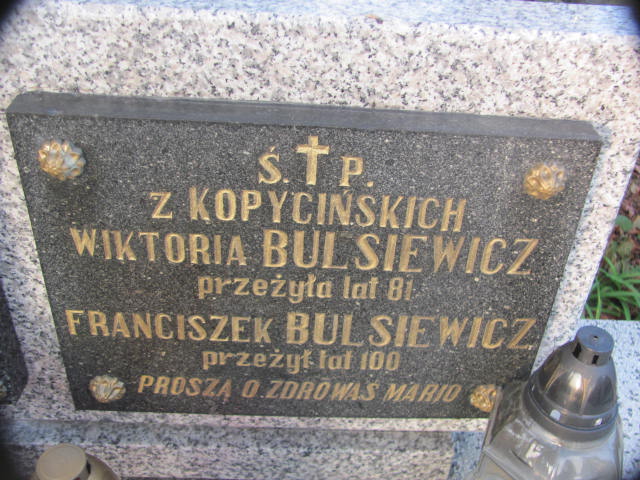 Ś. P.
Z KOPYCIŃSKICH
WIKTORIA BULSIEWICZ
przeżyła lat 81
FRANCISZEK BULSIEWICZ
przeżył lat 100
PROSZĄ O ZDROWAŚ MARIO